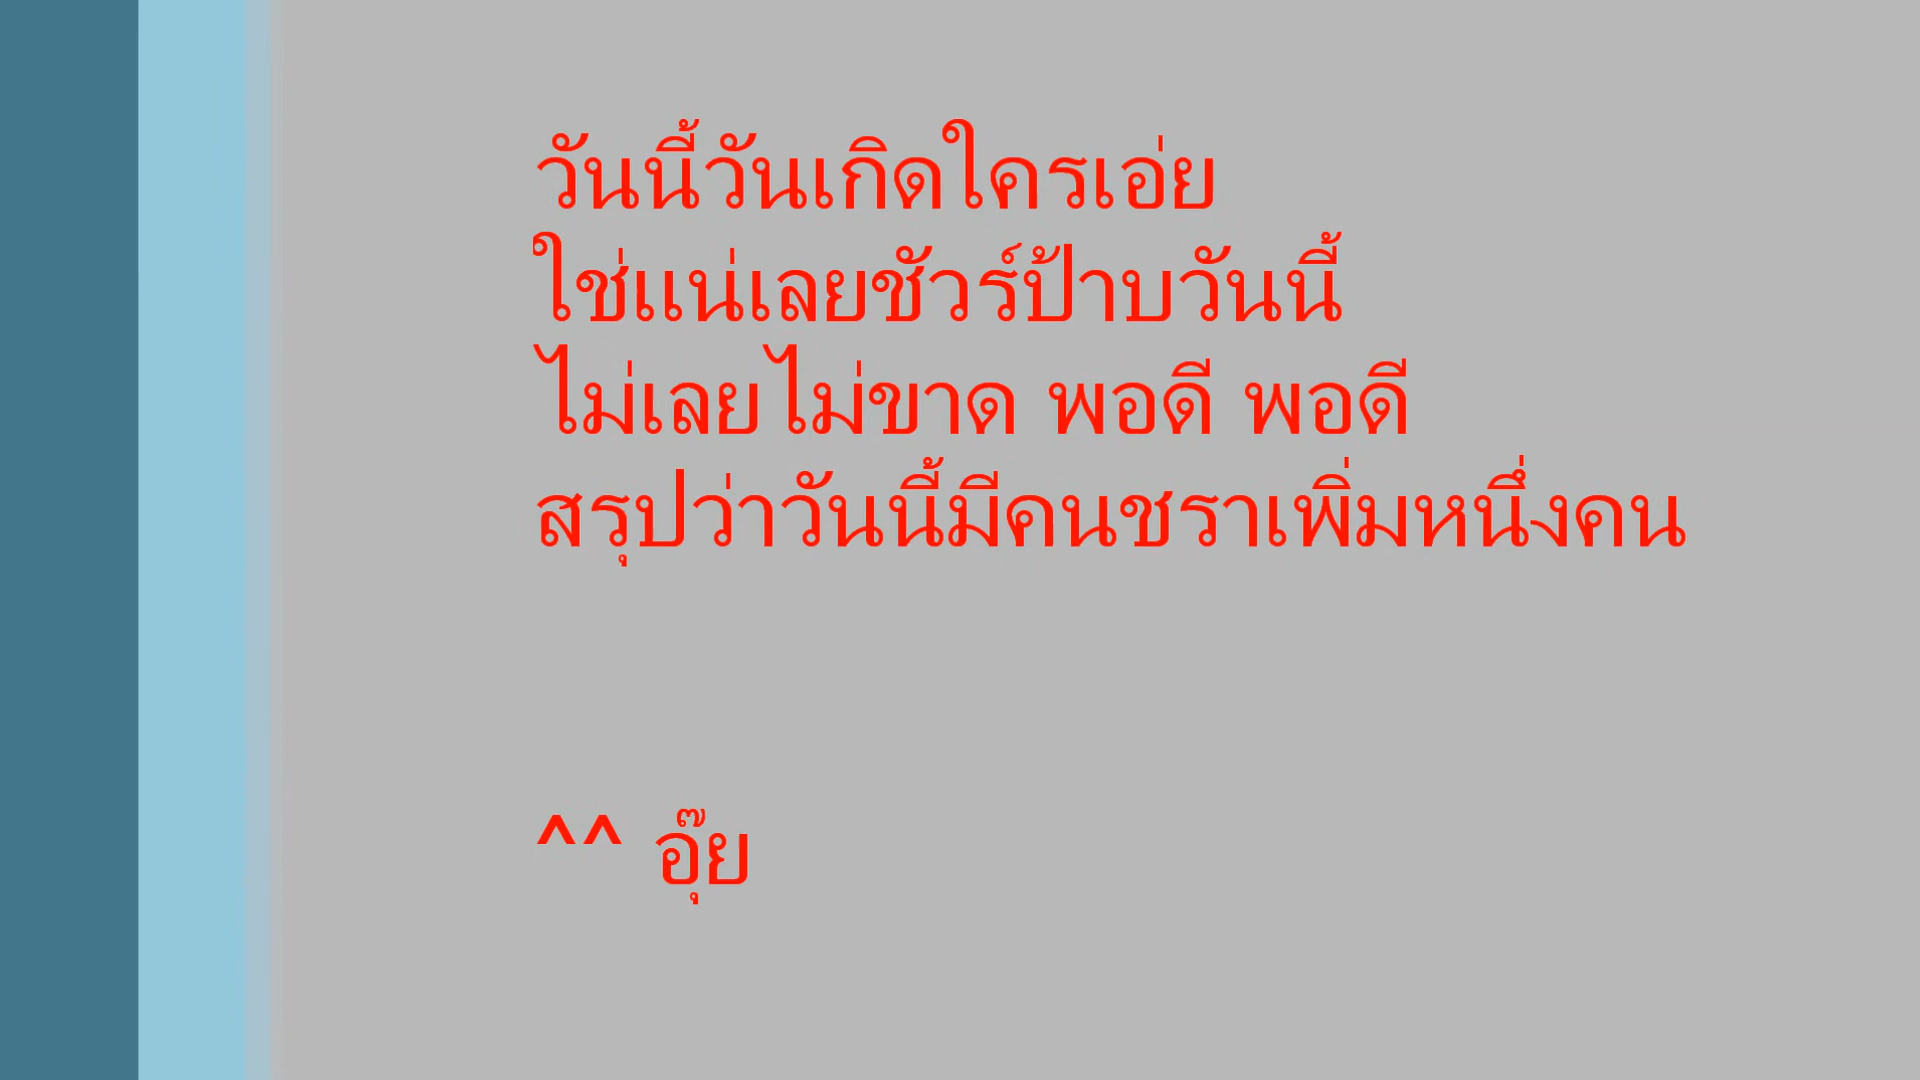 วันนี้วันเกิดใครเอ่ย
ใช่แน่เลยชัวร์ป้าบวันนี้
ไม่เลยไม่ขาด พอดี พอดี
สรุปว่าวันนี้มีคนชราเพิ่มหนึ่งคน
^^ อุ๊ย